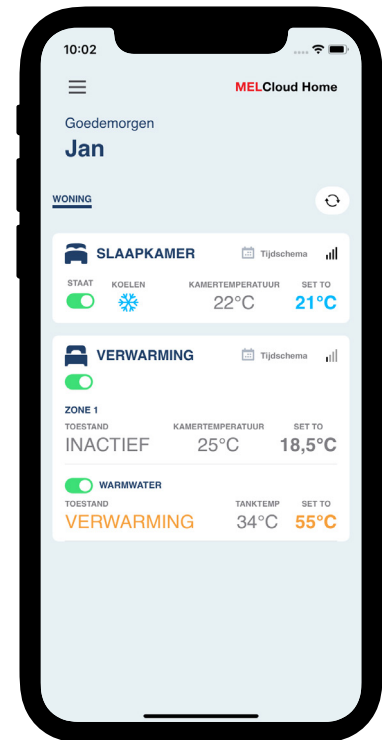 10:02
MELCloud Home
Goedemorgen
Jan
WONING
SLAAPKAMER Tijdschema
STAAT KOELEN KAMERTEMPERATUUR SET TO
22°C 21°C
VERWARMING Tijdschema
ZONE 1
TOESTAND KAMERTEMPERATUUR SET TO
INACTIEF 25°C 18,5°C
WARMWATER
TOESTAND TANKTEMP SET TO
VERWARMING 34°C 55°C